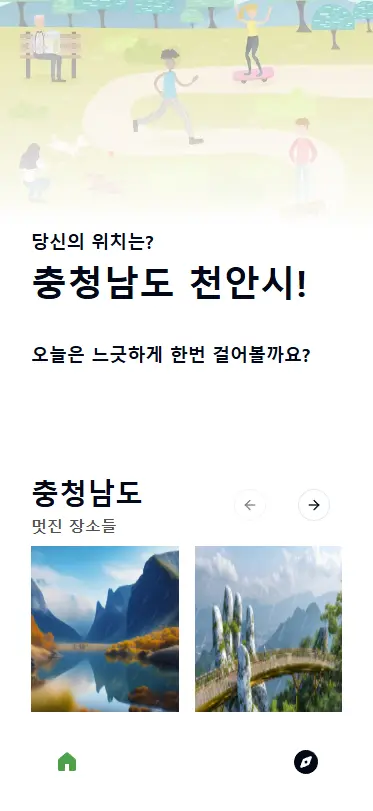 당신의 위치는?
충청남도 천안시!
오늘은 느긋하게 한번 걸어볼까요?
충청남도
멋진 장소들